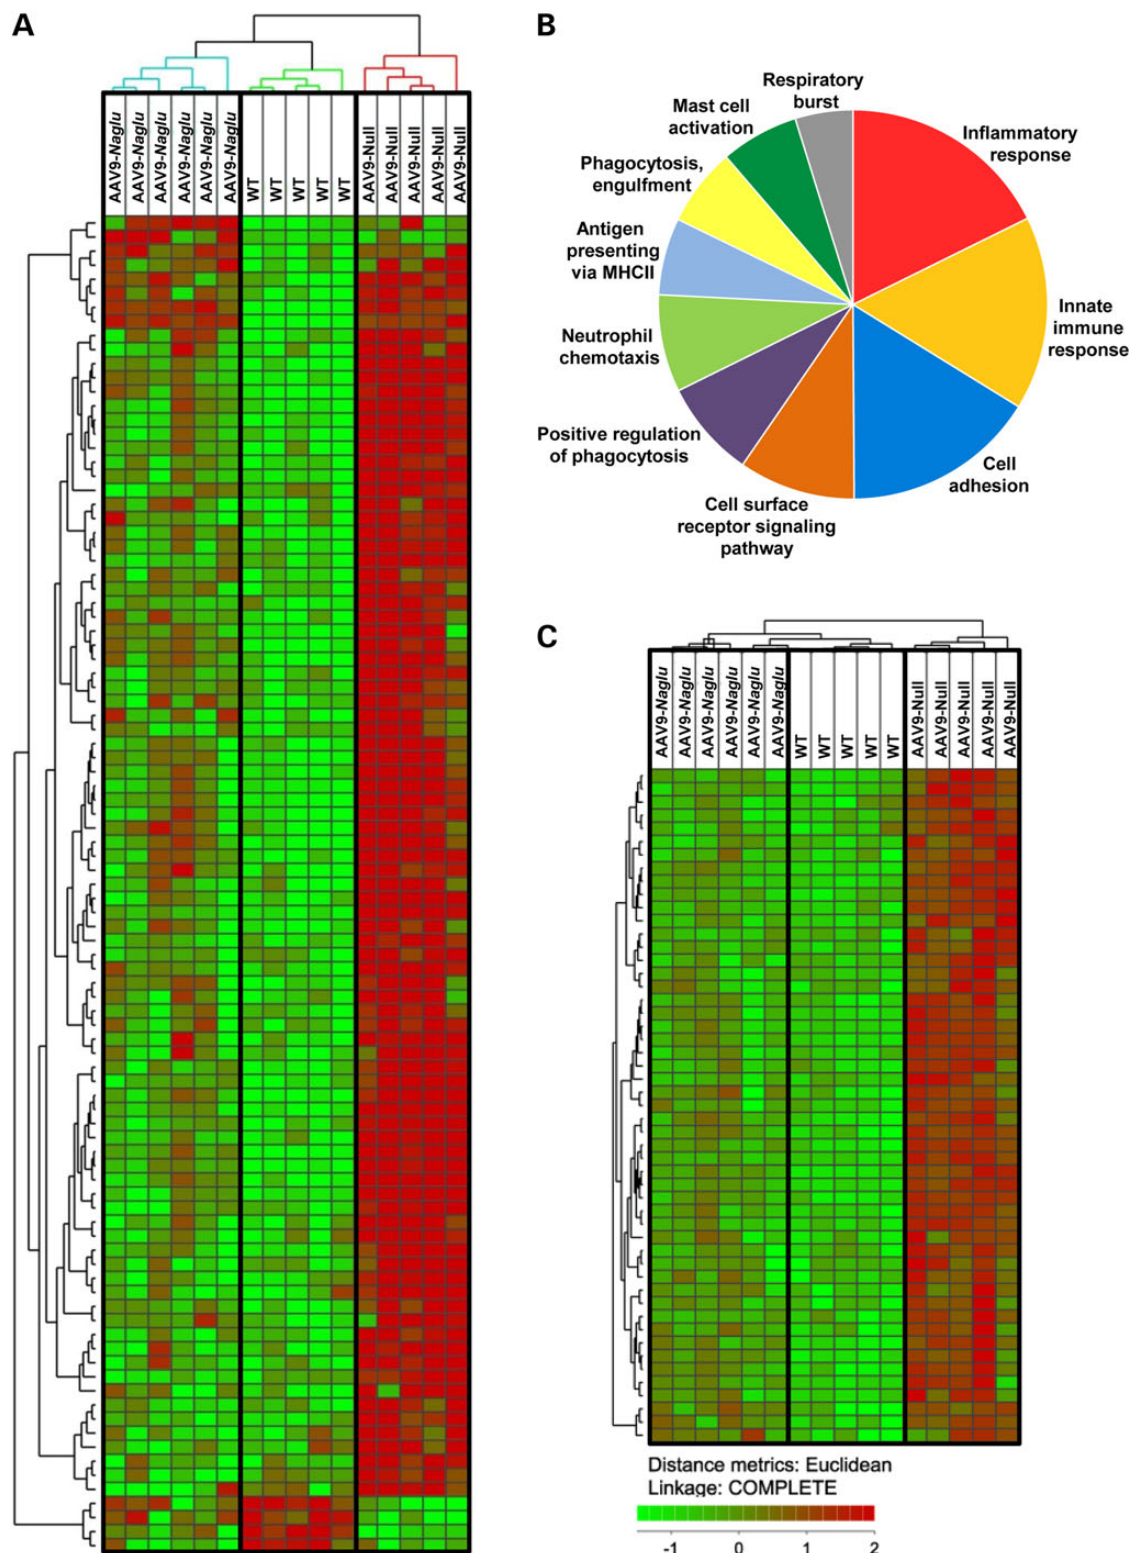 A
AAV9-Naglu
AAV9-Naglu
AAV9-Naglu
AAV9-Naglu
AAV9-Naglu
AAV9-Naglu
WT
WT
WT
WT
WT
AAV9-Null
AAV9-Null
AAV9-Null
AAV9-Null
AAV9-Null
B
Respiratory
burst
Mast cell
activation
Inflammatory
response
Phagocytosis,
engulfment
Antigen
presenting
via MHCII
Innate
immune
response
Neutrophil
chemotaxis
Positive regulation
of phagocytosis
Cell
adhesion
Cell surface
receptor signaling
pathway
C
AAV9-Naglu
AAV9-Naglu
AAV9-Naglu
AAV9-Naglu
AAV9-Naglu
AAV9-Naglu
WT
WT
WT
WT
WT
AAV9-Null
AAV9-Null
AAV9-Null
AAV9-Null
AAV9-Null
Distance metrics: Euclidean
Linkage: COMPLETE
-1 0 1 2